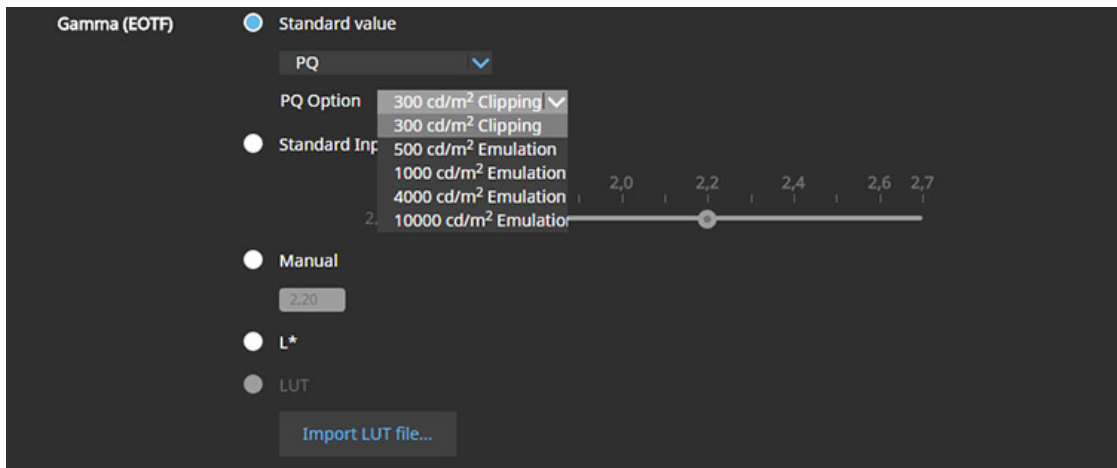 Gamma (EOTF)
Standard value
PQ
PQ Option
300 cd/m² Clipping
300 cd/m² Clipping
500 cd/m² Emulation
1000 cd/m² Emulation
4000 cd/m² Emulation
10000 cd/m² Emulation
Standard Inp
2,0 2,2 2,4 2,6 2,7
2,
Manual
2,20
L*
LUT
Import LUT file...